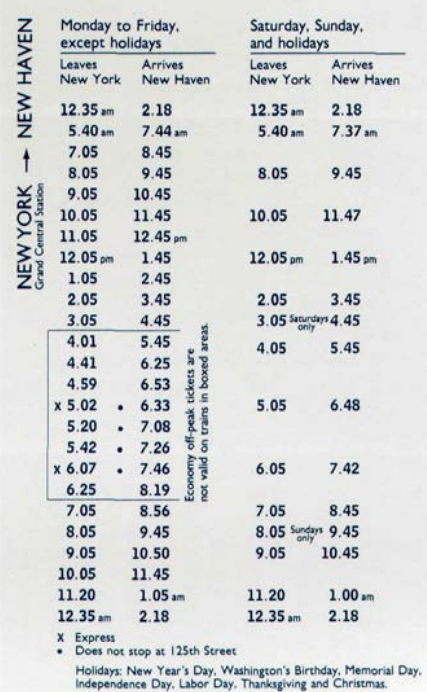 NEW YORK → NEW HAVEN
Grand Central Station
Monday to Friday, except holidays
Leaves New York Arrives New Haven
12.35 am 2.18
5.40 am 7.44 am
7.05 8.45
8.05 9.45
9.05 10.45
10.05 11.45
11.05 12.45 pm
12.05 pm 1.45
1.05 2.45
2.05 3.45
3.05 4.45
4.01 5.45
4.41 6.25
4.59 6.53
X 5.02 • 6.33
5.20 • 7.08
5.42 • 7.26
X 6.07 • 7.46
6.25 8.19
Economy off-peak tickets are
not valid on trains in boxed areas.
7.05 8.56
8.05 9.45
9.05 10.50
10.05 11.45
11.20 1.05 am
12.35 am 2.18
Saturday, Sunday, and holidays
Leaves New York Arrives New Haven
12.35 am 2.18
5.40 am 7.37 am
8.05 9.45
10.05 11.47
12.05 pm 1.45 pm
2.05 3.45
3.05 Saturdays only 4.45
4.05 5.45
5.05 6.48
6.05 7.42
7.05 8.45
8.05 Sundays only 9.45
9.05 10.45
11.20 1.00 am
12.35 am 2.18
X Express
• Does not stop at 125th Street
Holidays: New Year's Day, Washington's Birthday, Memorial Day,
Independence Day, Labor Day, Thanksgiving and Christmas.